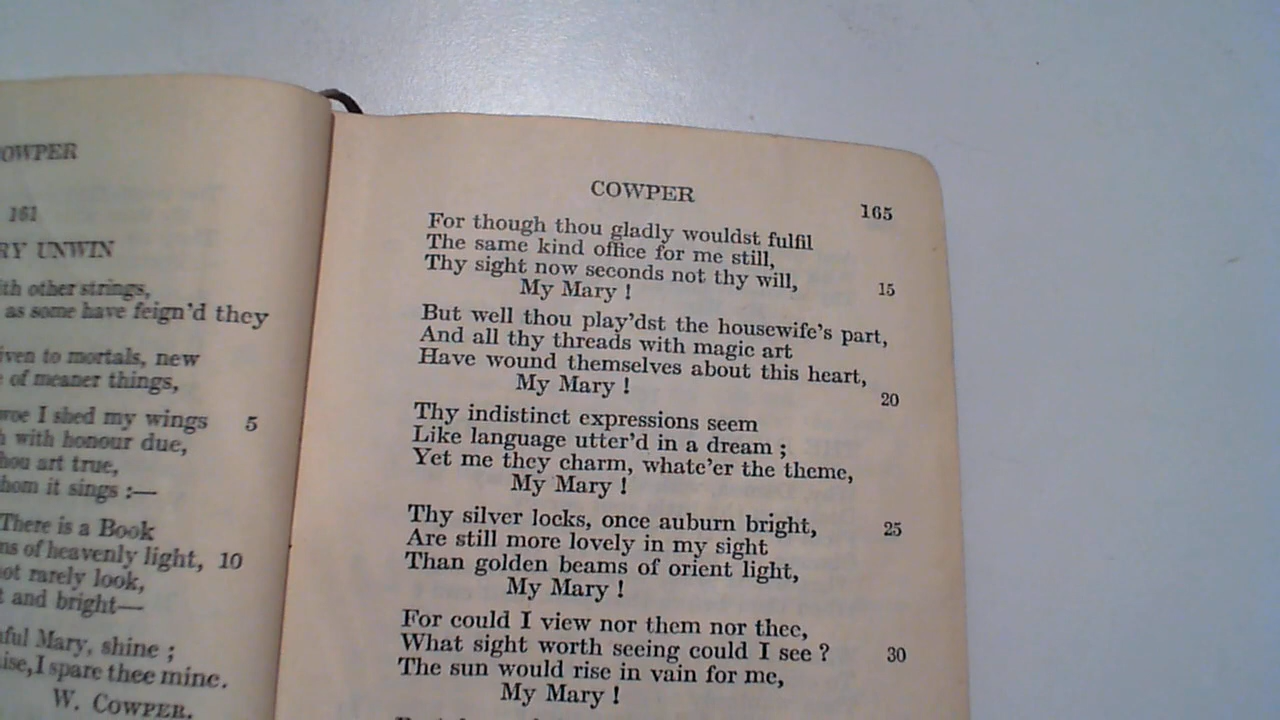 OWPER
161
RY UNWIN
ith other strings,
as some have feign'd they
iven to mortals, new
of meaner things,
woe I shed my wings 5
h with honour due,
hou art true,
hom it sings :—
There is a Book
ms of heavenly light, 10
not rarely look,
t and bright—
ful Mary, shine ;
aise, I spare thee mine.
W. COWPER.
COWPER
165
For though thou gladly wouldst fulfil
The same kind office for me still,
Thy sight now seconds not thy will, 15
My Mary !
But well thou play'dst the housewife's part,
And all thy threads with magic art
Have wound themselves about this heart,
My Mary ! 20
Thy indistinct expressions seem
Like language utter'd in a dream ;
Yet me they charm, whate'er the theme,
My Mary !
Thy silver locks, once auburn bright, 25
Are still more lovely in my sight
Than golden beams of orient light,
My Mary !
For could I view nor them nor thee,
What sight worth seeing could I see ? 30
The sun would rise in vain for me,
My Mary !